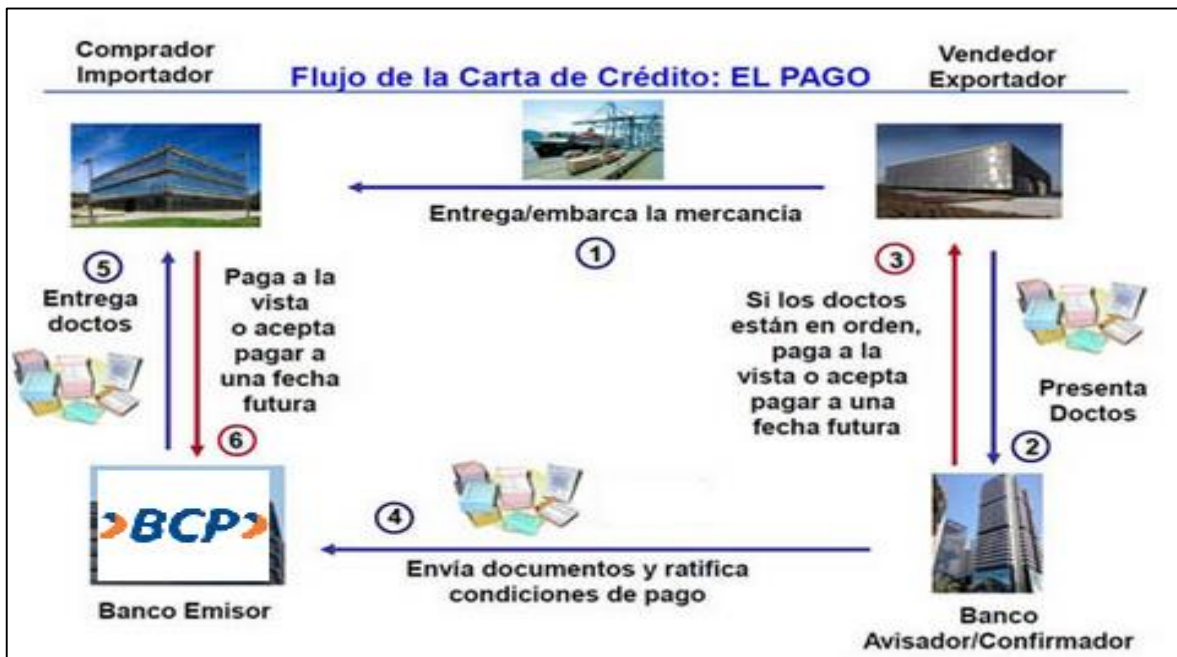 Comprador
Importador
Flujo de la Carta de Crédito: EL PAGO
Vendedor
Exportador
Entrega/embarca la mercancía
1
5
Entrega
doctos
Paga a la
vista
o acepta
pagar a
una fecha
futura
6
3
Si los doctos
están en orden,
paga a la
vista o acepta
pagar a una
fecha futura
Presenta
Doctos
2
BCP
4
Envía documentos y ratifica
condiciones de pago
Banco Emisor
Banco
Avisador/Confirmador